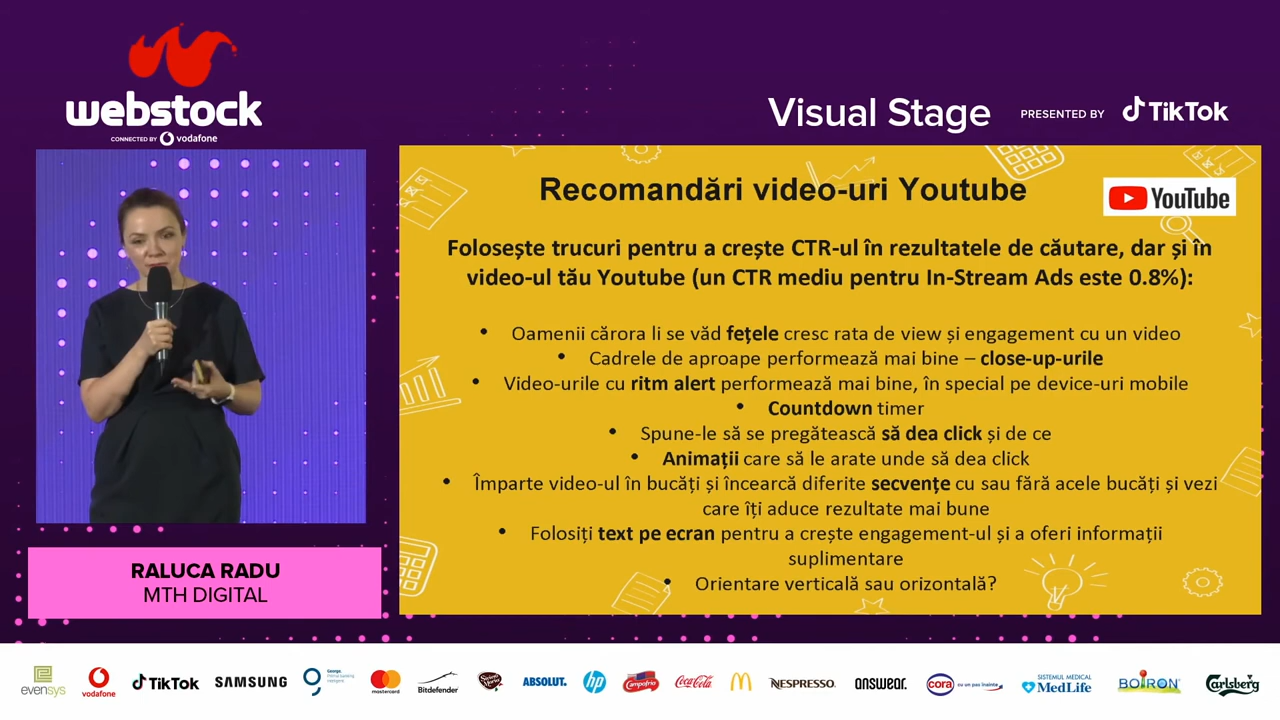 webstock
CONNECTED BY vodafone
Visual Stage PRESENTED BY TikTok
Recomandări video-uri Youtube
YouTube
Folosește trucuri pentru a crește CTR-ul în rezultatele de căutare, dar și în
video-ul tău Youtube (un CTR mediu pentru In-Stream Ads este 0.8%):
• Oamenii cărora li se văd fețele cresc rata de view și engagement cu un video
• Cadrele de aproape performează mai bine – close-up-urile
• Video-urile cu ritm alert performează mai bine, în special pe device-uri mobile
• Countdown timer
• Spune-le să se pregătească să dea click și de ce
• Animații care să le arate unde să dea click
• Împarte video-ul în bucăți și încearcă diferite secvențe cu sau fără acele bucăți și vezi
care îți aduce rezultate mai bune
• Folosiți text pe ecran pentru a crește engagement-ul și a oferi informații
suplimentare
• Orientare verticală sau orizontală?
RALUCA RADU
MTH DIGITAL
evensys vodafone TikTok SAMSUNG George mastercard Bitdefender ABSOLUT. hp Campofrio Coca-Cola NESPRESSO. answear. cora cu un pas înainte SISTEMUL MEDICAL MedLife BOIRON Carlsberg